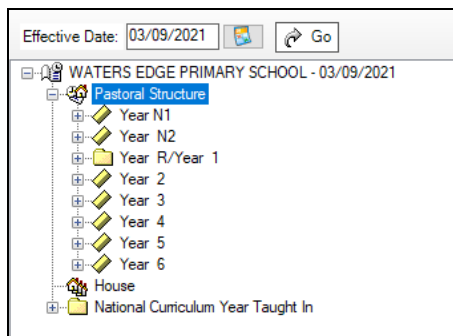 Effective Date: 03/09/2021 Go
WATERS EDGE PRIMARY SCHOOL - 03/09/2021
Pastoral Structure
Year N1
Year N2
Year R/Year 1
Year 2
Year 3
Year 4
Year 5
Year 6
House
National Curriculum Year Taught In